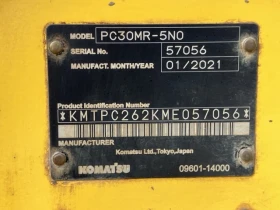 MODEL PC30MR-5N0
SERIAL No. 57056
MANUFACT. MONTH/YEAR 01/2021
Product Identification Number
*KMTPC262KME057056*
MANUFACTURER
Komatsu Ltd., Tokyo, Japan
KOMATSU
09601-14000